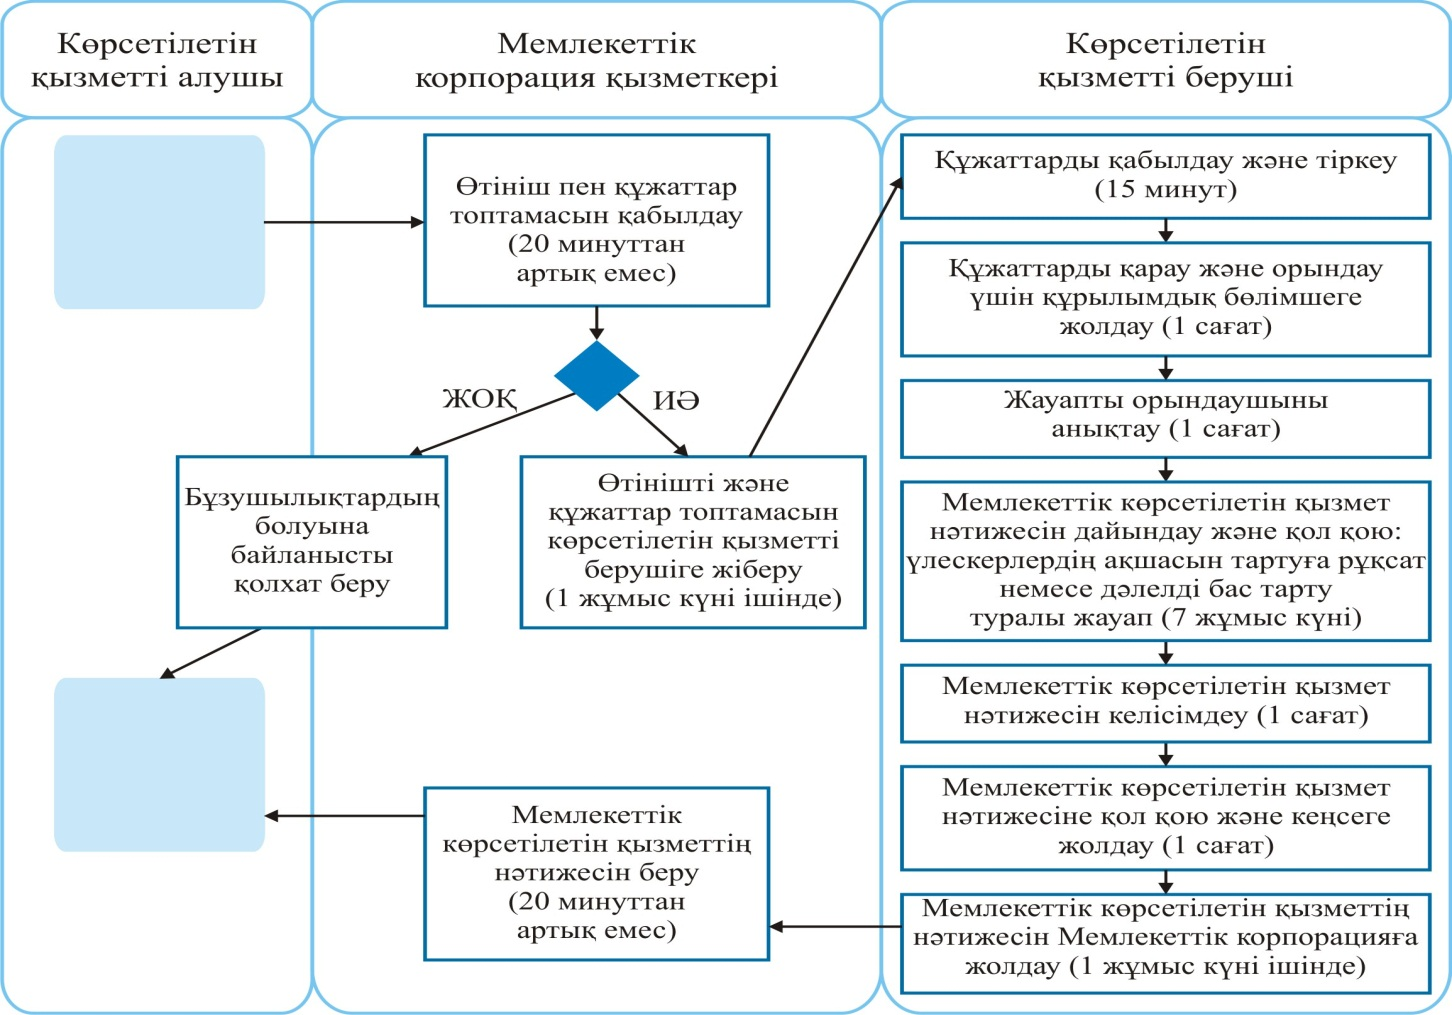 Көрсетілетін
қызметті алушы
Мемлекеттік
корпорация қызметкері
Көрсетілетін
қызметті беруші
Өтініш пен құжаттар
топтамасын қабылдау
(20 минуттан
артық емес)
ЖОҚ
ИӘ
Бұзушылықтардың
болуына
байланысты
қолхат беру
Өтінішті және
құжаттар топтамасын
көрсетілетін қызметті
берушіге жіберу
(1 жұмыс күні ішінде)
Құжаттарды қабылдау және тіркеу
(15 минут)
Құжаттарды қарау және орындау
үшін құрылымдық бөлімшеге
жолдау (1 сағат)
Жауапты орындаушыны
анықтау (1 сағат)
Мемлекеттік көрсетілетін қызмет
нәтижесін дайындау және қол қою:
үлескерлердің ақшасын тартуға рұқсат
немесе дәлелді бас тарту
туралы жауап (7 жұмыс күні)
Мемлекеттік көрсетілетін қызмет
нәтижесін келісімдеу (1 сағат)
Мемлекеттік көрсетілетін қызмет
нәтижесіне қол қою және кеңсеге
жолдау (1 сағат)
Мемлекеттік көрсетілетін қызметтің
нәтижесін Мемлекеттік корпорацияға
жолдау (1 жұмыс күні ішінде)
Мемлекеттік
көрсетілетін қызметтің
нәтижесін беру
(20 минуттан
артық емес)